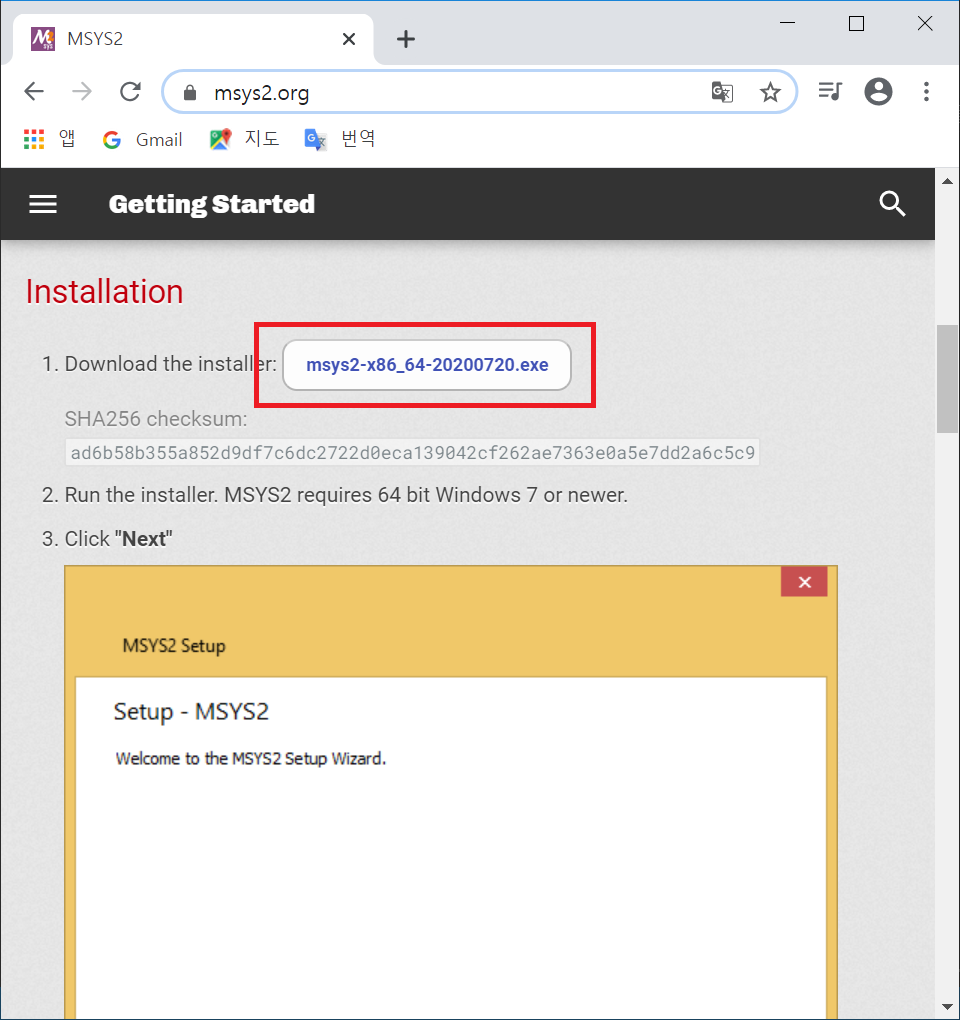 MSYS2
msys2.org
앱 Gmail 지도 번역
Getting Started
Installation
1. Download the installer: msys2-x86_64-20200720.exe
SHA256 checksum:
ad6b58b355a852d9df7c6dc2722d0eca139042cf262ae7363e0a5e7dd2a6c5c9
2. Run the installer. MSYS2 requires 64 bit Windows 7 or newer.
3. Click "Next"
MSYS2 Setup
Setup - MSYS2
Welcome to the MSYS2 Setup Wizard.